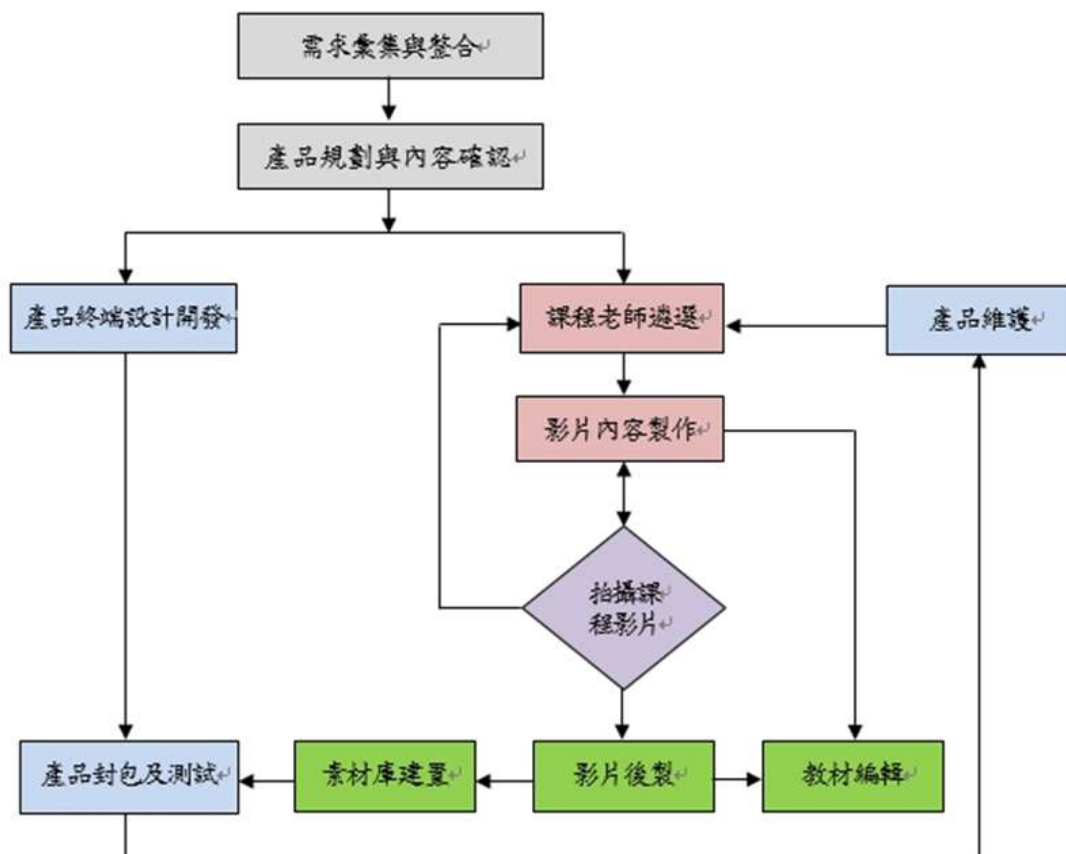 需求彙集與整合
產品規劃與內容確認
產品終端設計開發
課程老師遴選
產品維護
影片內容製作
拍攝課
程影片
產品封包及測試
素材庫建置
影片後製
教材編輯